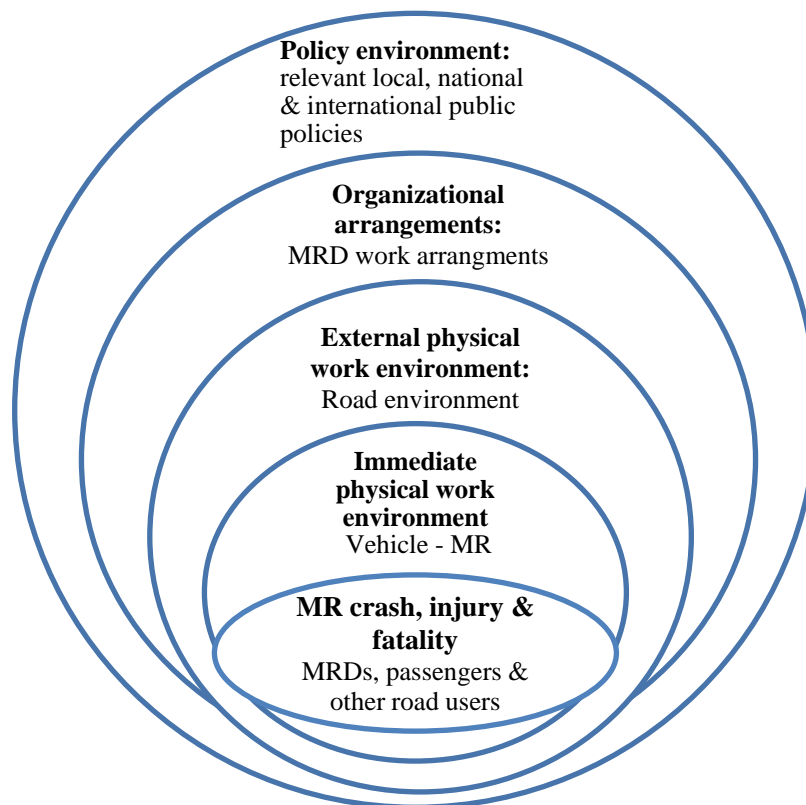 Policy environment:
relevant local, national
& international public
policies
Organizational
arrangements:
MRD work arrangments
External physical
work environment:
Road environment
Immediate
physical work
environment
Vehicle - MR
MR crash, injury &
fatality
MRDs, passengers &
other road users